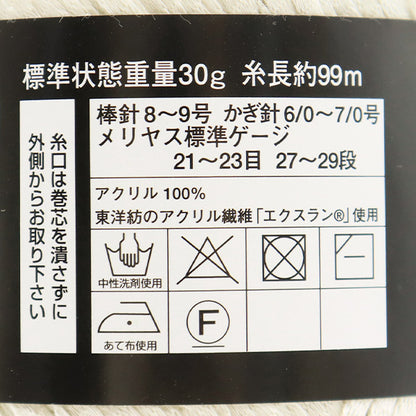 標準状態重量30g 糸長約99m
棒針8〜9号 かぎ針6/0〜7/0号
メリヤス標準ゲージ
21〜23目 27〜29段
アクリル 100%
東洋紡のアクリル繊維「エクスラン®」使用
中性洗剤使用
あて布使用
F
糸口は巻芯を潰さずに
外側からお取り下さい